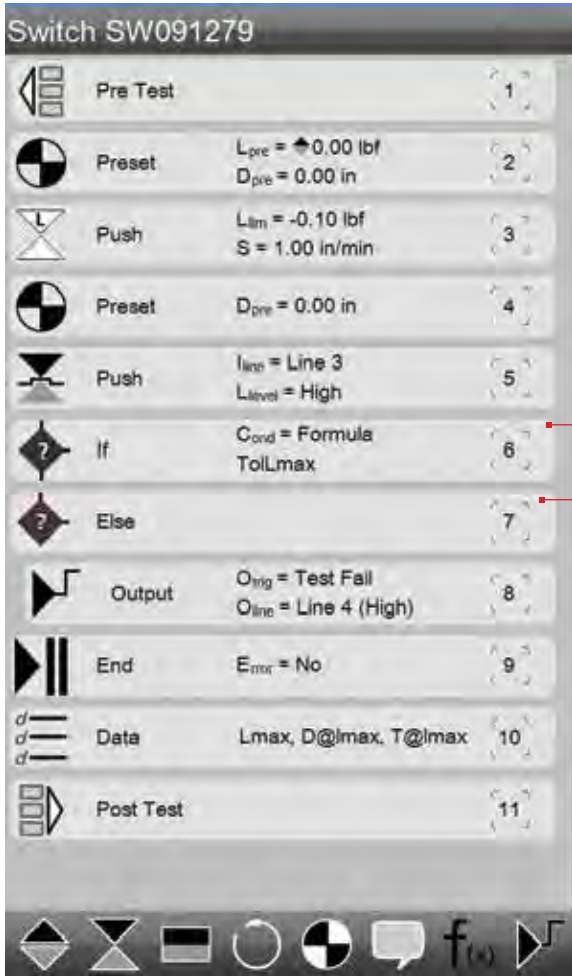 Switch SW091279
Pre Test 1
Lpre = 0.00 lbf
Preset 2
Dpre = 0.00 in
L
Llim = -0.10 lbf
Push 3
S = 1.00 in/min
Preset Dpre = 0.00 in 4
Iline = Line 3
Push 5
Llevel = High
Cond = Formula
? If 6
TolLmax
? Else 7
Otrig = Test Fail
Output 8
Oline = Line 4 (High)
End = No 9
d
d Data Lmax, D@lmax, T@lmax 10
d
Post Test 11
f(x)